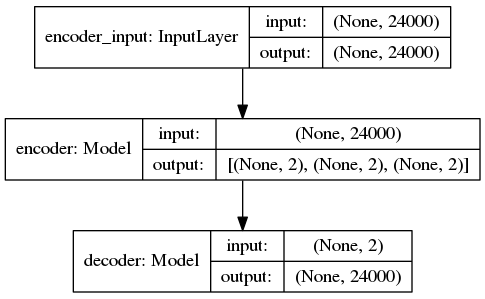 encoder_input: InputLayer
input:
(None, 24000)
output:
(None, 24000)
encoder: Model
input:
(None, 24000)
output:
[(None, 2), (None, 2), (None, 2)]
decoder: Model
input:
(None, 2)
output:
(None, 24000)